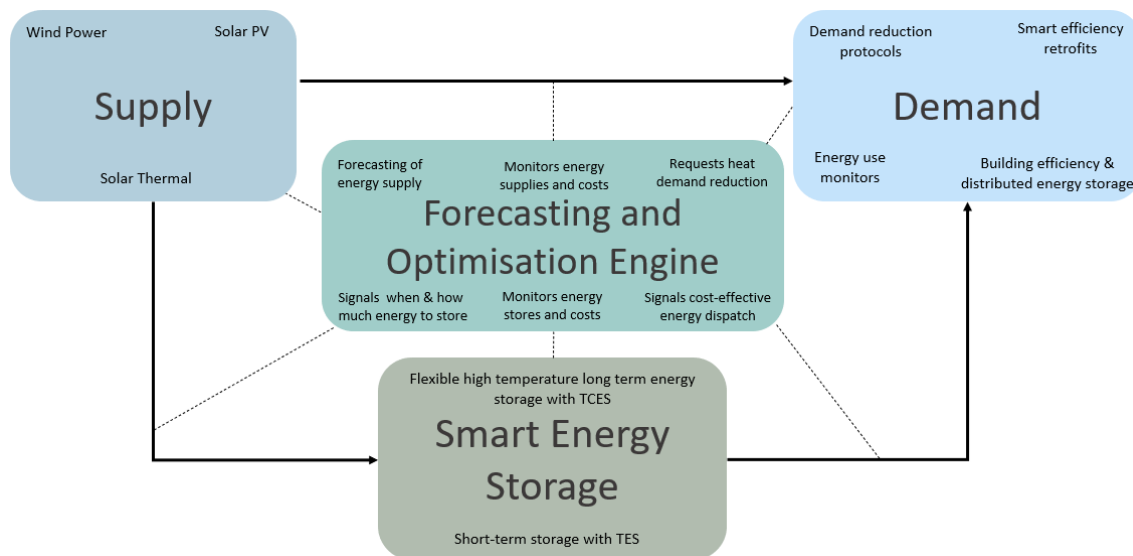 Wind Power
Solar PV
Supply
Solar Thermal
Demand reduction
protocols
Smart efficiency
retrofits
Demand
Energy use
monitors
Building efficiency &
distributed energy storage
Forecasting of
energy supply
Monitors energy
supplies and costs
Requests heat
demand reduction
Forecasting and
Optimisation Engine
Signals when & how
much energy to store
Monitors energy
stores and costs
Signals cost-effective
energy dispatch
Flexible high temperature long term energy
storage with TCES
Smart Energy
Storage
Short-term storage with TES